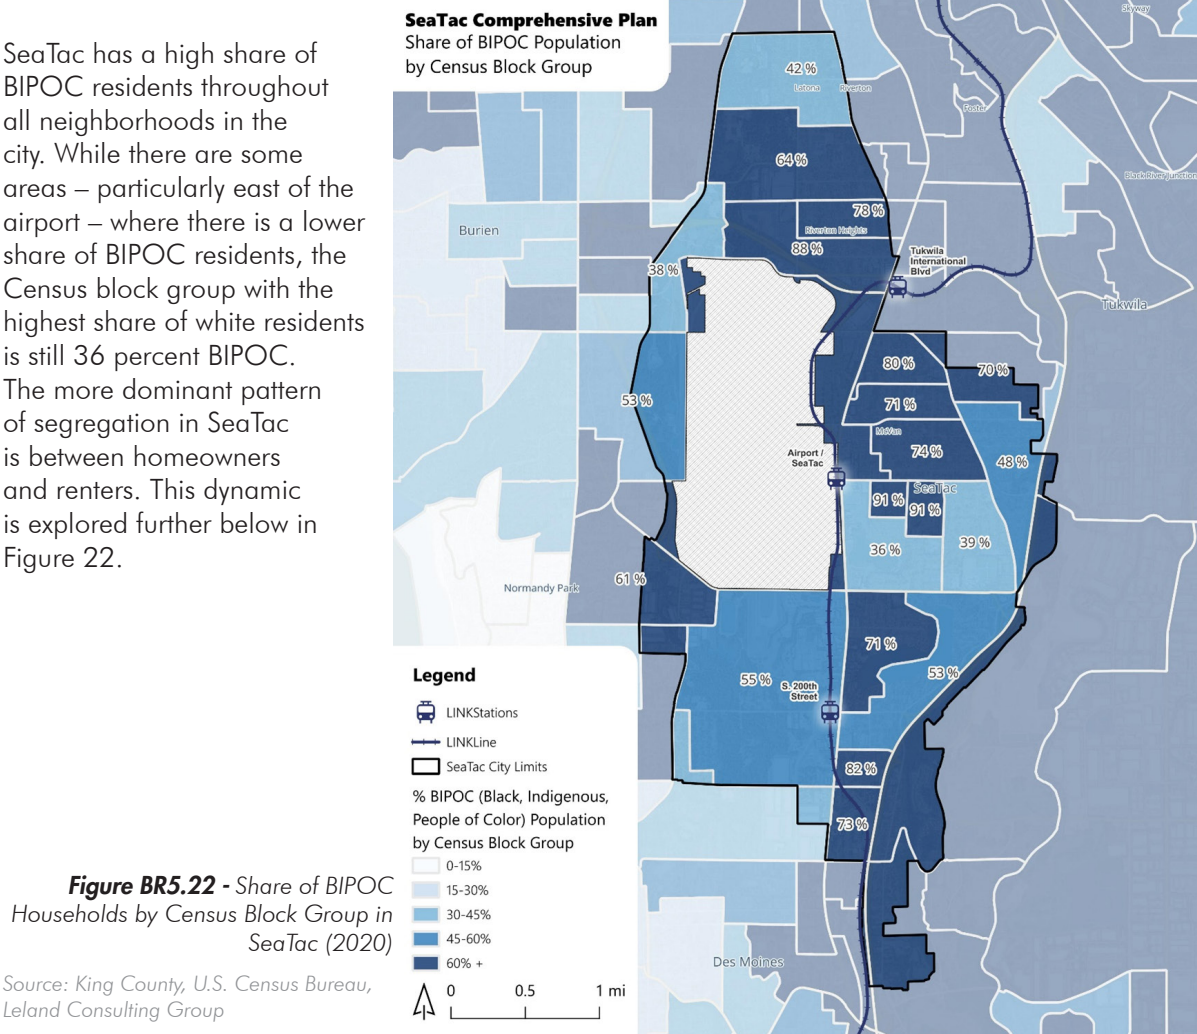 SeaTac has a high share of
BIPOC residents throughout
all neighborhoods in the
city. While there are some
areas – particularly east of the
airport – where there is a lower
share of BIPOC residents, the
Census block group with the
highest share of white residents
is still 36 percent BIPOC.
The more dominant pattern
of segregation in SeaTac
is between homeowners
and renters. This dynamic
is explored further below in
Figure 22.
Figure BR5.22 - Share of BIPOC
Households by Census Block Group in
SeaTac (2020)
Source: King County, U.S. Census Bureau,
Leland Consulting Group
SeaTac Comprehensive Plan
Share of BIPOC Population
by Census Block Group
Skyway
42 %
Latona
Riverton
Foster
64 %
Black River Junction
78 %
Burien
Riverton Heights
88 %
Tukwila
International
Blvd
38 %
Tukwila
80 %
70 %
53 %
71 %
McVan
74 %
Airport /
SeaTac
48 %
SeaTac
91 %
91 %
36 %
39 %
61 %
Normandy Park
71 %
55 %
53 %
S. 200th
Street
82 %
73 %
Des Moines
Legend
LINKStations
LINKLine
SeaTac City Limits
% BIPOC (Black, Indigenous,
People of Color) Population
by Census Block Group
0-15%
15-30%
30-45%
45-60%
60% +
0 0.5 1 mi